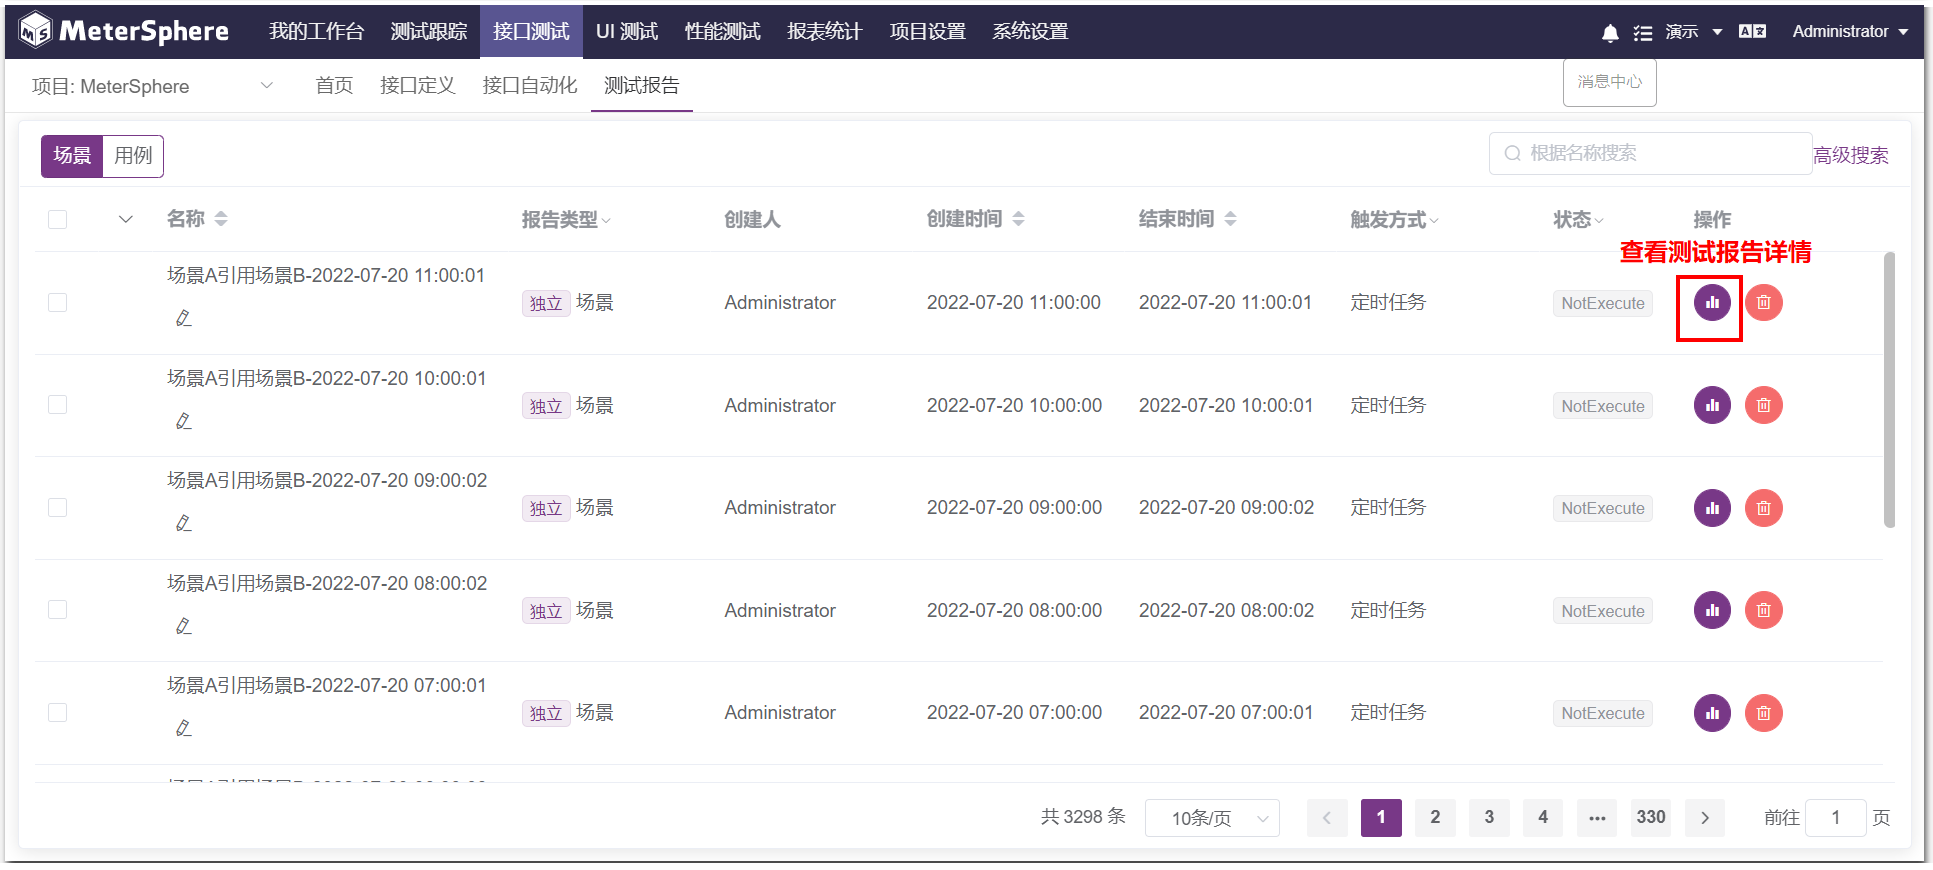 MeterSphere 我的工作台 测试跟踪 接口测试 UI 测试 性能测试 报表统计 项目设置 系统设置 演示 Administrator
项目: MeterSphere 首页 接口定义 接口自动化 测试报告 消息中心
场景 用例 根据名称搜索 高级搜索
名称 报告类型 创建人 创建时间 结束时间 触发方式 状态 操作
查看测试报告详情
场景A引用场景B-2022-07-20 11:00:01
独立 场景 Administrator 2022-07-20 11:00:00 2022-07-20 11:00:01 定时任务 NotExecute
场景A引用场景B-2022-07-20 10:00:01
独立 场景 Administrator 2022-07-20 10:00:00 2022-07-20 10:00:01 定时任务 NotExecute
场景A引用场景B-2022-07-20 09:00:02
独立 场景 Administrator 2022-07-20 09:00:00 2022-07-20 09:00:02 定时任务 NotExecute
场景A引用场景B-2022-07-20 08:00:02
独立 场景 Administrator 2022-07-20 08:00:00 2022-07-20 08:00:02 定时任务 NotExecute
场景A引用场景B-2022-07-20 07:00:01
独立 场景 Administrator 2022-07-20 07:00:00 2022-07-20 07:00:01 定时任务 NotExecute
共 3298 条 10条/页 1 2 3 4 ... 330 前往 1 页